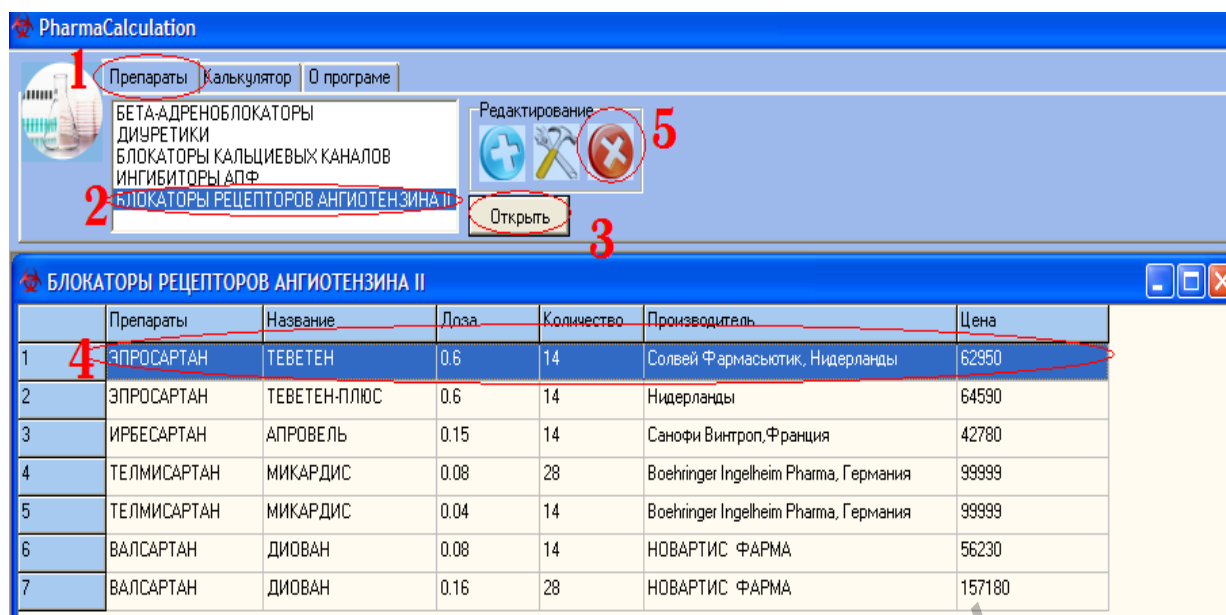 PharmaCalculation
1 Препараты Калькулятор О програме
БЕТА-АДРЕНОБЛОКАТОРЫ
ДИУРЕТИКИ
БЛОКАТОРЫ КАЛЬЦИЕВЫХ КАНАЛОВ
ИНГИБИТОРЫ АПФ
2 БЛОКАТОРЫ РЕЦЕПТОРОВ АНГИОТЕНЗИНА II
Редактирование
5
Открыть
3
БЛОКАТОРЫ РЕЦЕПТОРОВ АНГИОТЕНЗИНА II
Препараты Название Доза Количество Производитель Цена
1 4 ЭПРОСАРТАН ТЕВЕТЕН 0.6 14 Солвей Фармасьютик, Нидерланды 62950
2 ЭПРОСАРТАН ТЕВЕТЕН-ПЛЮС 0.6 14 Нидерланды 64590
3 ИРБЕСАРТАН АПРОВЕЛЬ 0.15 14 Санофи Винтроп,Франция 42780
4 ТЕЛМИСАРТАН МИКАРДИС 0.08 28 Boehringer Ingelheim Pharma, Германия 99999
5 ТЕЛМИСАРТАН МИКАРДИС 0.04 14 Boehringer Ingelheim Pharma, Германия 99999
6 ВАЛСАРТАН ДИОВАН 0.08 14 НОВАРТИС ФАРМА 56230
7 ВАЛСАРТАН ДИОВАН 0.16 28 НОВАРТИС ФАРМА 157180